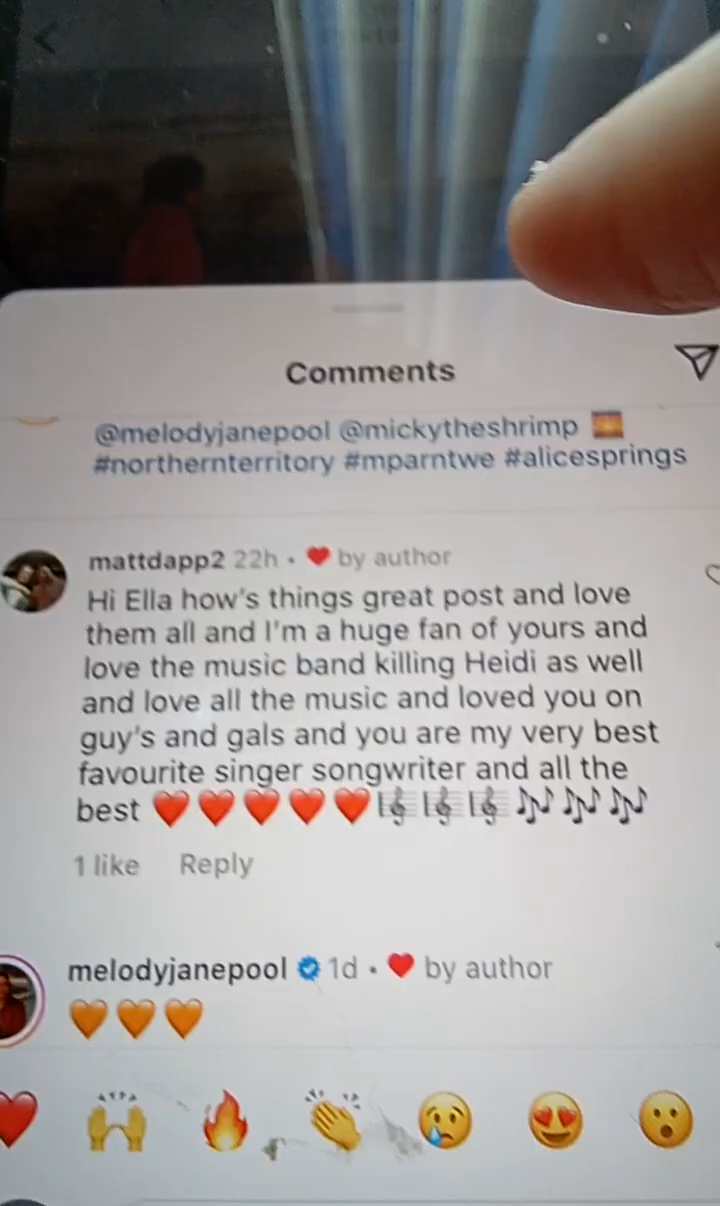 Comments
@melodyjanepool @mickytheshrimp
#northernterritory #mparntwe #alicesprings
mattdapp2 22h • ❤️ by author
Hi Ella how's things great post and love
them all and I'm a huge fan of yours and
love the music band killing Heidi as well
and love all the music and loved you on
guy's and gals and you are my very best
favourite singer songwriter and all the
best ❤️❤️❤️❤️❤️🎼🎼🎼🎶🎶🎶
1 like Reply
melodyjanepool 1d • ❤️ by author
🧡🧡🧡